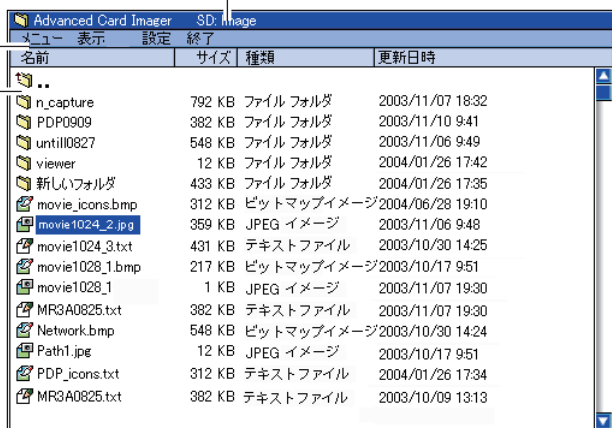 Advanced Card Imager SD: Image
メニュー 表示 設定 終了
名前 サイズ 種類 更新日時
..
n_capture 792 KB ファイル フォルダ 2003/11/07 18:32
PDP0909 382 KB ファイル フォルダ 2003/11/10 9:41
untill0827 548 KB ファイル フォルダ 2003/11/06 9:49
viewer 12 KB ファイル フォルダ 2004/01/26 17:42
新しいフォルダ 433 KB ファイル フォルダ 2004/01/26 17:35
movie_icons.bmp 312 KB ビットマップイメージ 2004/06/28 19:10
movie1024_2.jpg 359 KB JPEG イメージ 2003/11/06 9:48
movie1024_3.txt 431 KB テキストファイル 2003/10/30 14:25
movie1028_1.bmp 217 KB ビットマップイメージ 2003/10/17 9:51
movie1028_1 1 KB JPEG イメージ 2003/11/07 19:30
MR3A0825.txt 382 KB テキストファイル 2003/11/07 19:30
Network.bmp 548 KB ビットマップイメージ 2003/10/30 14:24
Path1.jpg 12 KB JPEG イメージ 2003/10/17 9:51
PDP_icons.txt 312 KB テキストファイル 2004/01/26 17:34
MR3A0825.txt 382 KB テキストファイル 2003/10/09 13:13